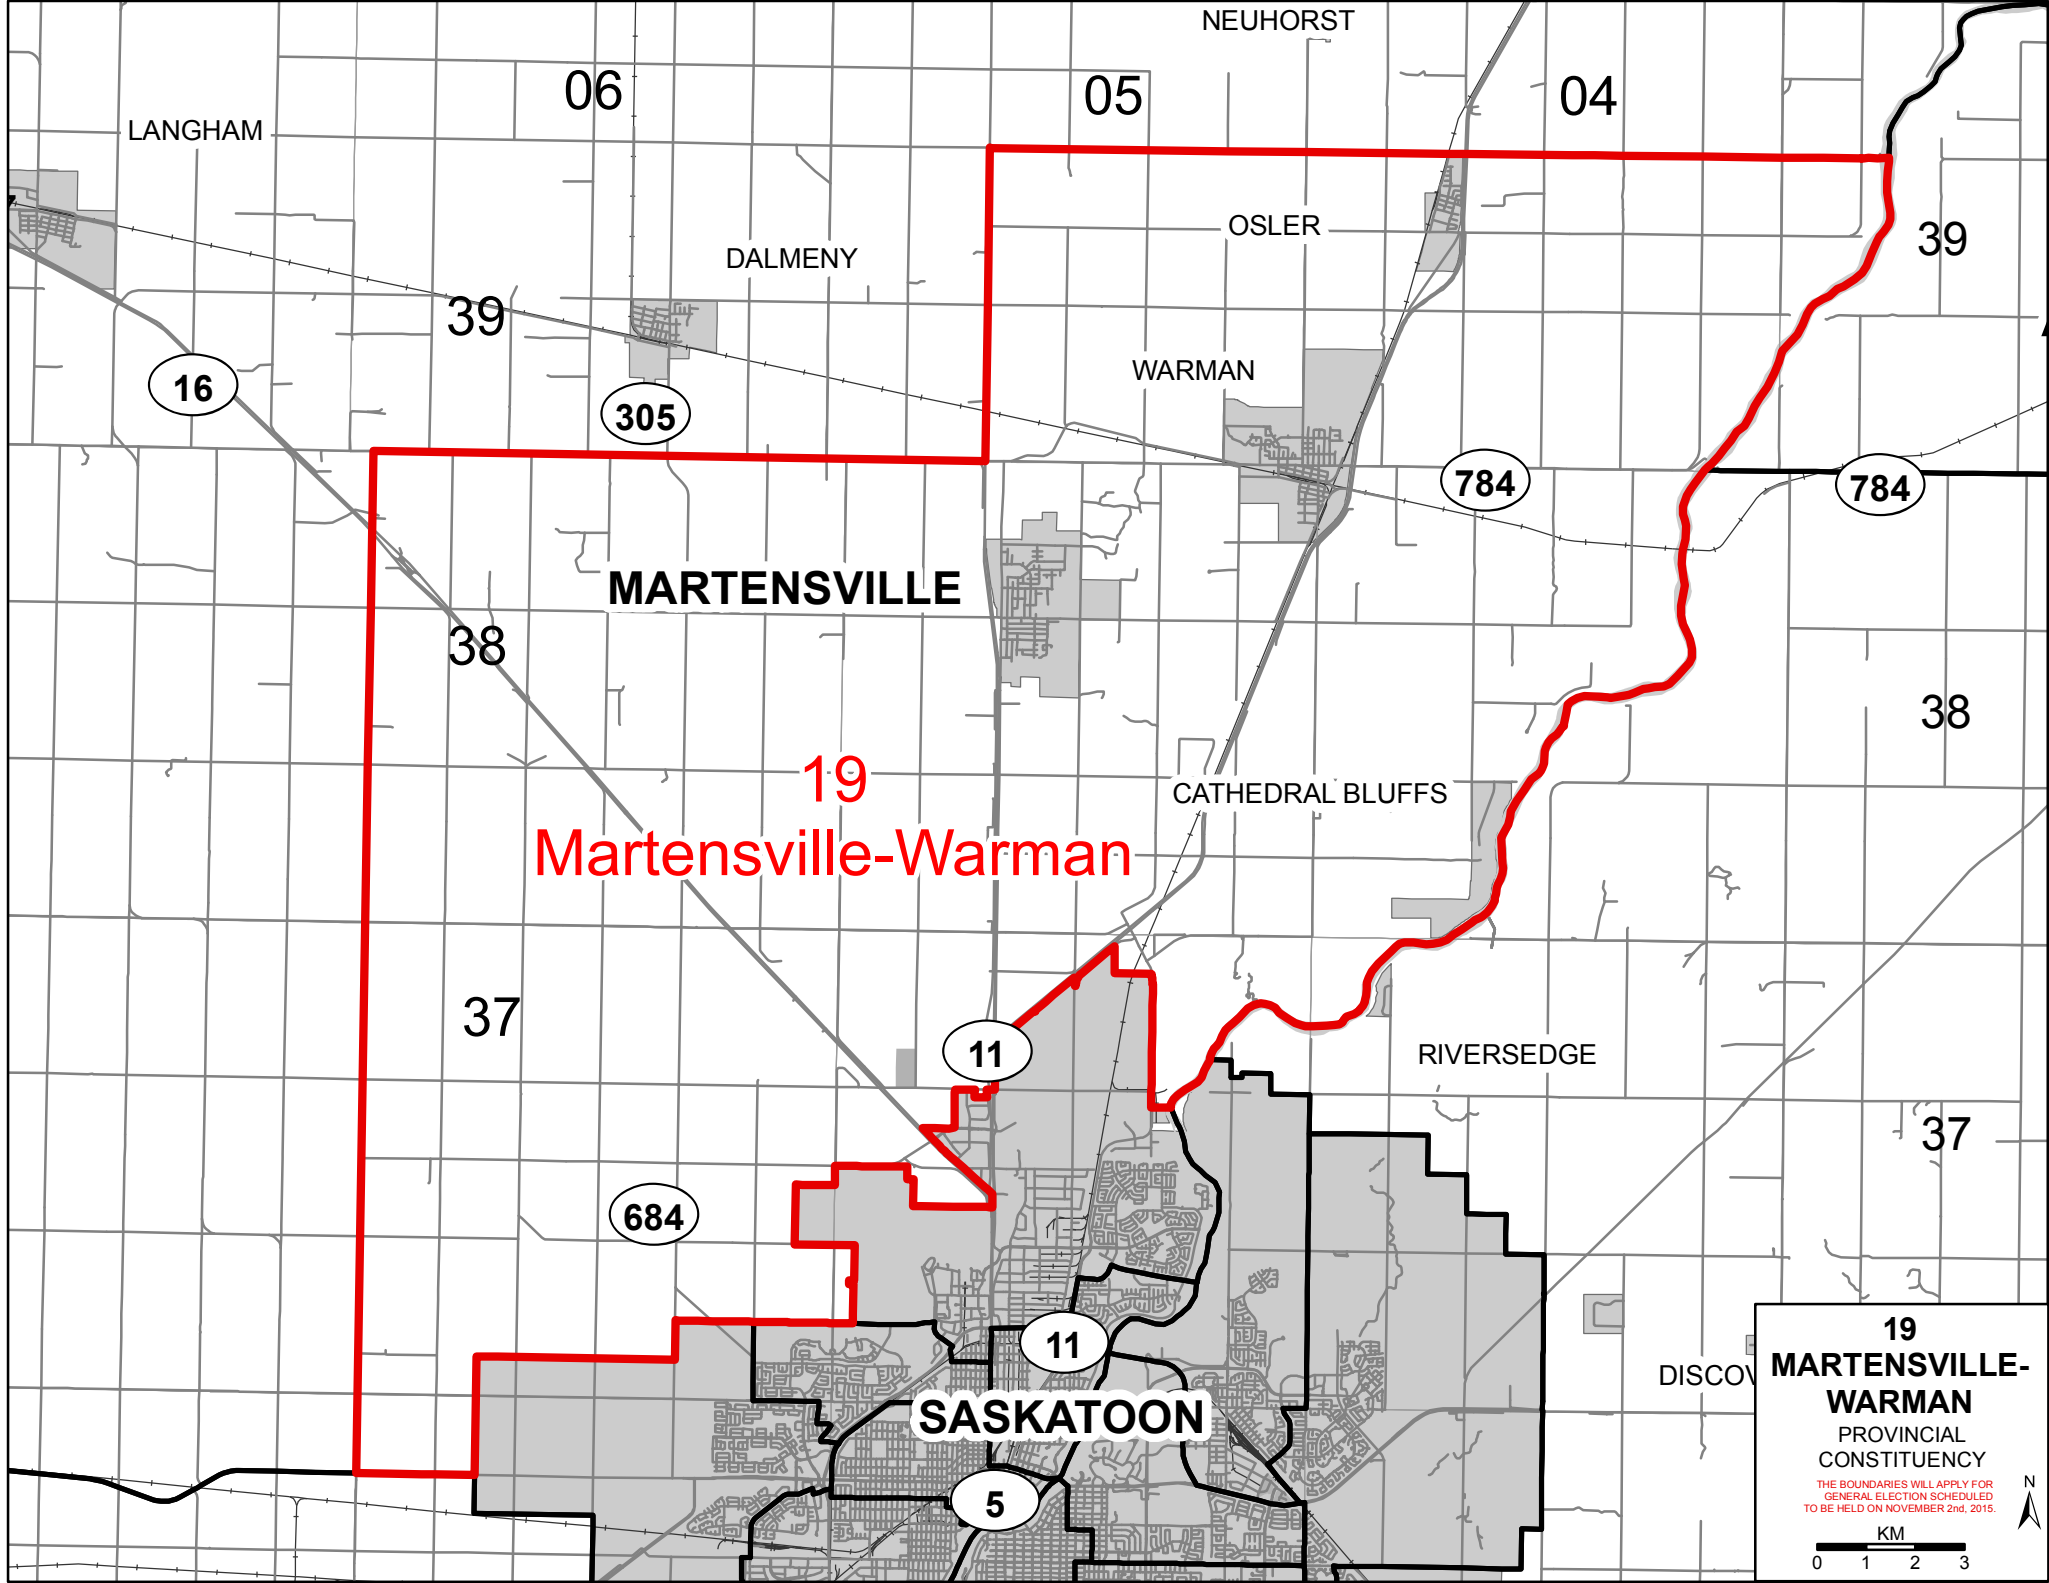 NEUHORST
06
05
04
LANGHAM
39
OSLER
DALMENY
39
WARMAN
16
305
784
784
MARTENSVILLE
38
38
19
CATHEDRAL BLUFFS
Martensville-Warman
37
11
RIVERSEDGE
37
684
11
SASKATOON
5
19
MARTENSVILLE-
WARMAN
PROVINCIAL
CONSTITUENCY
THE BOUNDARIES WILL APPLY FOR
GENERAL ELECTION SCHEDULED
TO BE HELD ON NOVEMBER 2nd, 2015.
N
KM
0 1 2 3
DISCOV